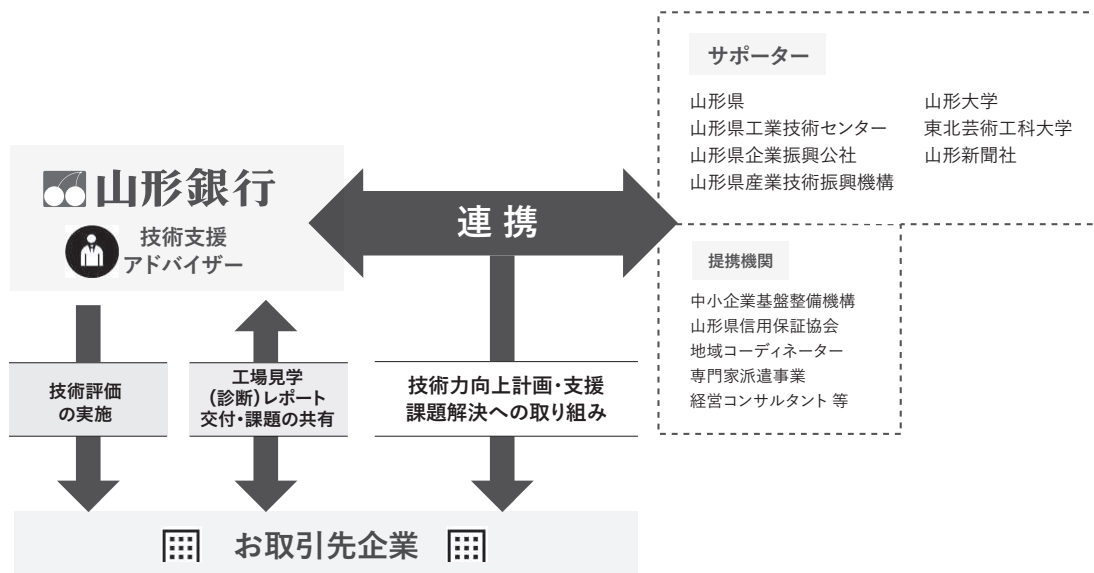 サポーター
山形県
山形県工業技術センター
山形県企業振興公社
山形県産業技術振興機構
山形大学
東北芸術工科大学
山形新聞社
山形銀行
技術支援
アドバイザー
連携
提携機関
中小企業基盤整備機構
山形県信用保証協会
地域コーディネーター
専門家派遣事業
経営コンサルタント 等
技術評価
の実施
工場見学
(診断)レポート
交付・課題の共有
技術力向上計画・支援
課題解決への取り組み
お取引先企業